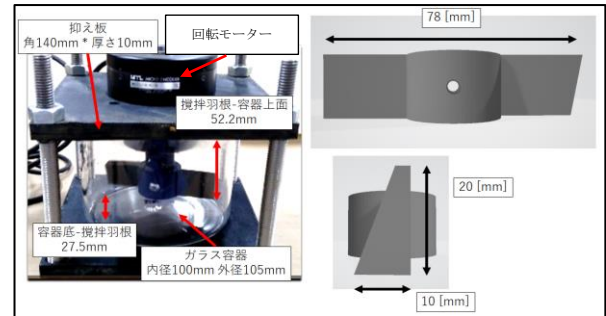 抑え板
角140mm * 厚さ10mm
回転モーター
撹拌羽根-容器上面
52.2mm
容器底-撹拌羽根
27.5mm
ガラス容器
内径100mm 外径105mm
78 [mm]
20 [mm]
10 [mm]